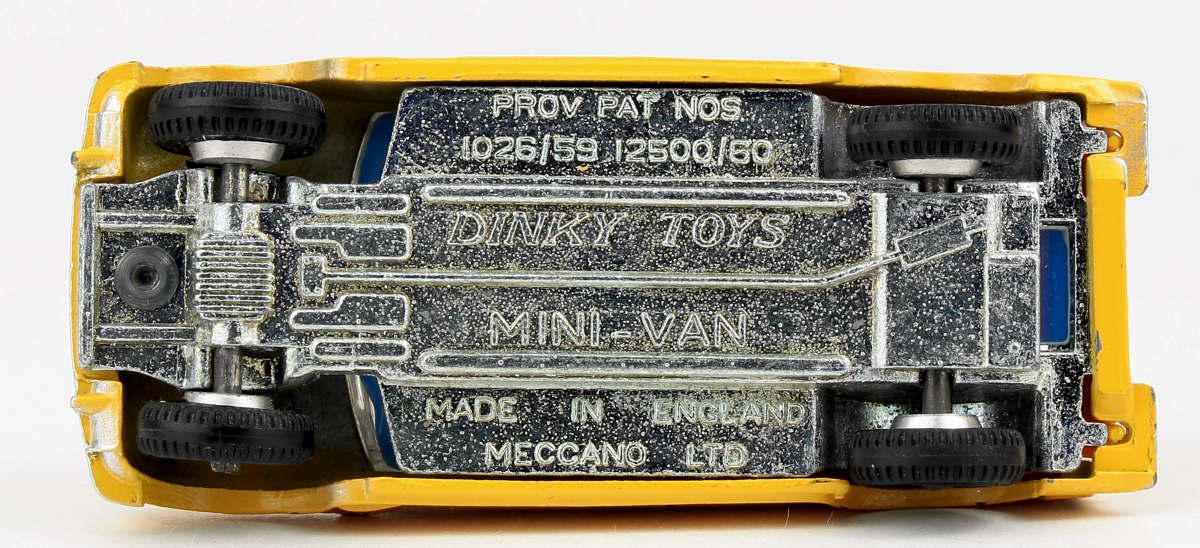 PROV PAT NOS
1026/59 12500/60
DINKY TOYS
MINI-VAN
MADE IN ENGLAND
MECCANO LTD